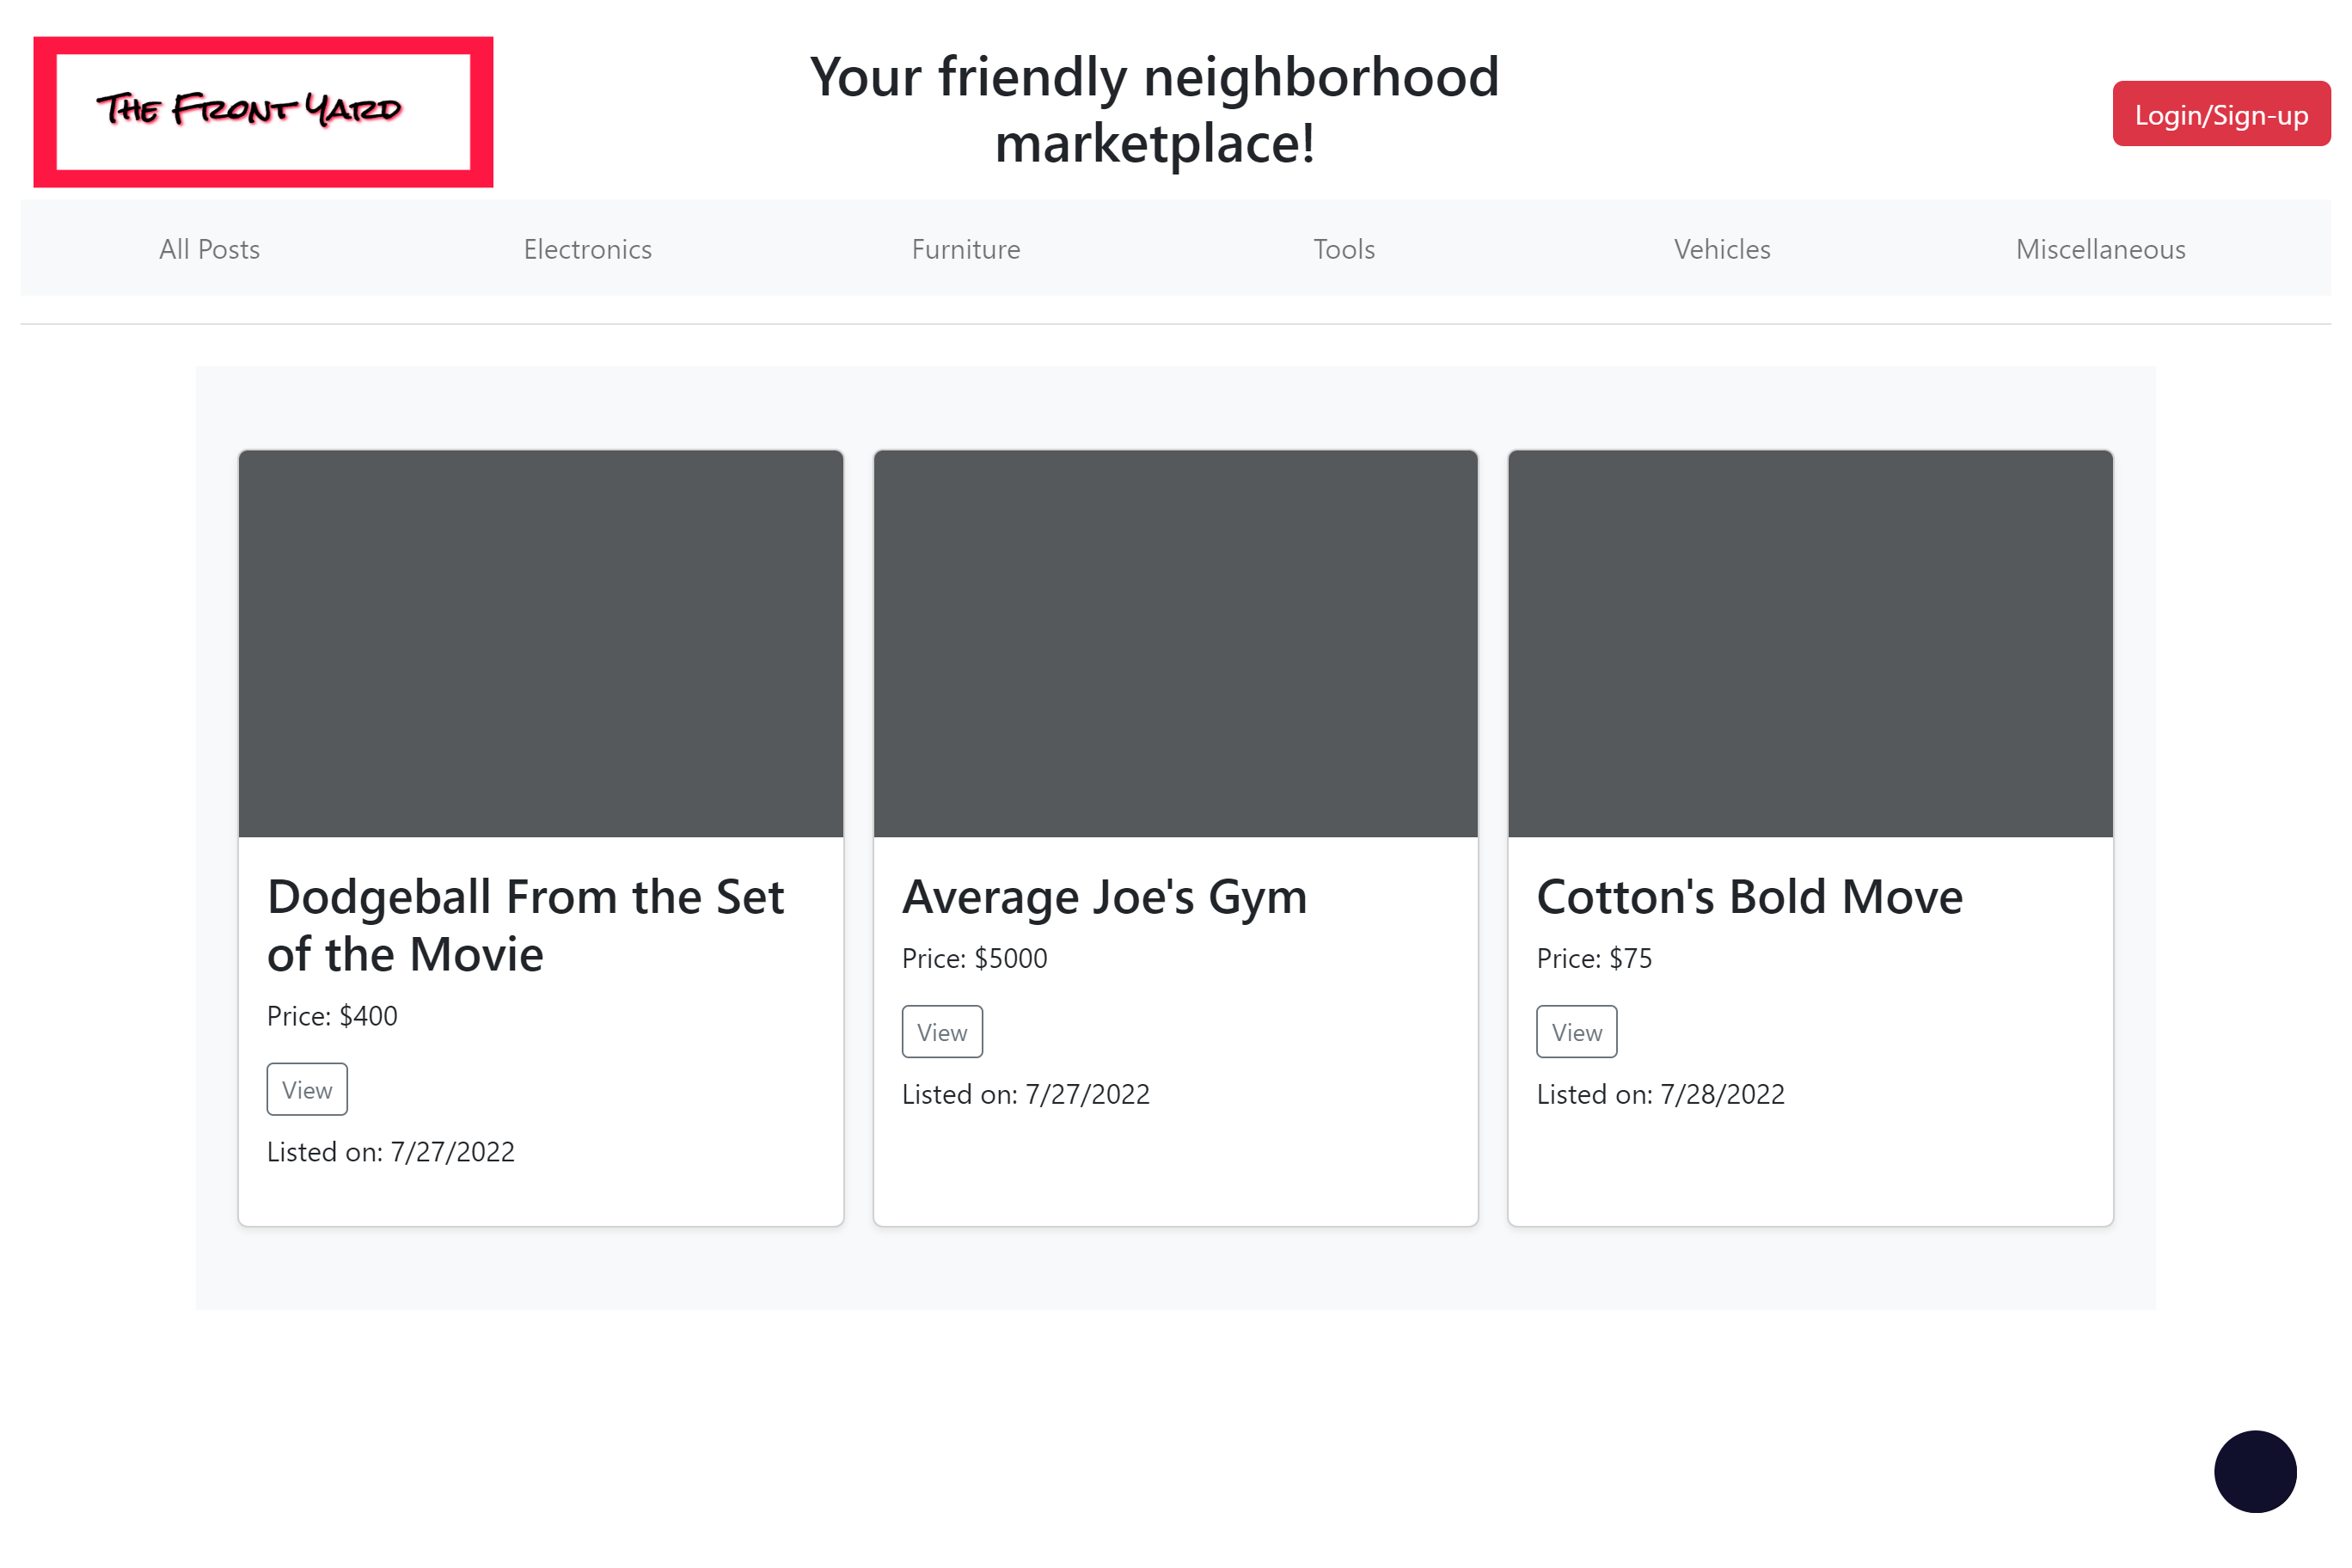 The Front Yard
Your friendly neighborhood
marketplace!
Login/Sign-up
All Posts
Electronics
Furniture
Tools
Vehicles
Miscellaneous
Dodgeball From the Set
of the Movie
Price: $400
View
Listed on: 7/27/2022
Average Joe's Gym
Price: $5000
View
Listed on: 7/27/2022
Cotton's Bold Move
Price: $75
View
Listed on: 7/28/2022